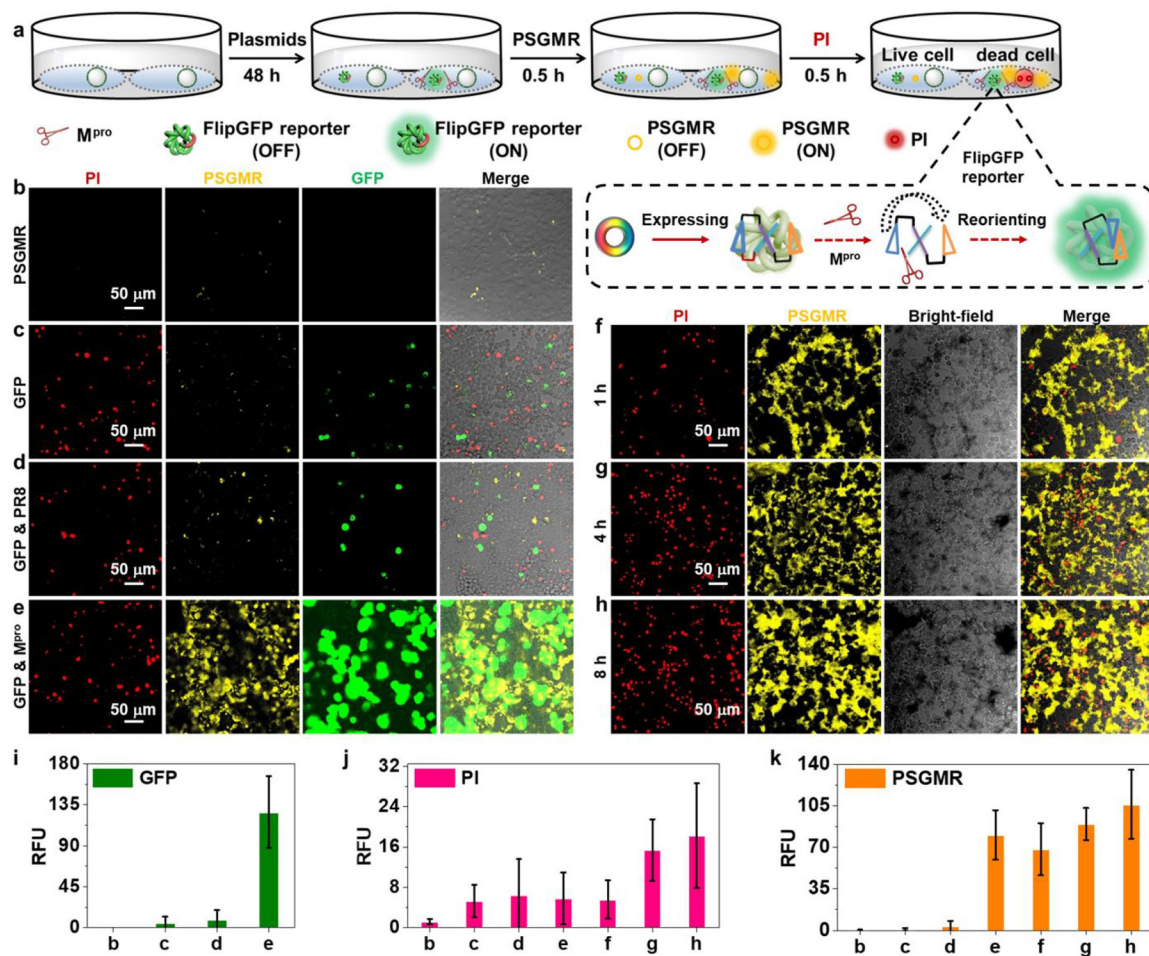 a
Plasmids
48 h
PSGMR
0.5 h
PI
0.5 h
Live cell
dead cell
Mpro
FlipGFP reporter
(OFF)
FlipGFP reporter
(ON)
PSGMR
(OFF)
PSGMR
(ON)
PI
FlipGFP
reporter
Expressing
Mpro
Reorienting
b
PI
PSGMR
GFP
Merge
PSGMR
50 μm
c
GFP
50 μm
d
GFP & PR8
50 μm
e
GFP & Mpro
50 μm
PI
PSGMR
Bright-field
Merge
f
1 h
50 μm
g
4 h
50 μm
h
8 h
50 μm
i
GFP
RFU
180
135
90
45
0
b c d e
j
PI
RFU
32
24
16
8
0
b c d e f g h
k
PSGMR
RFU
140
105
70
35
0
b c d e f g h